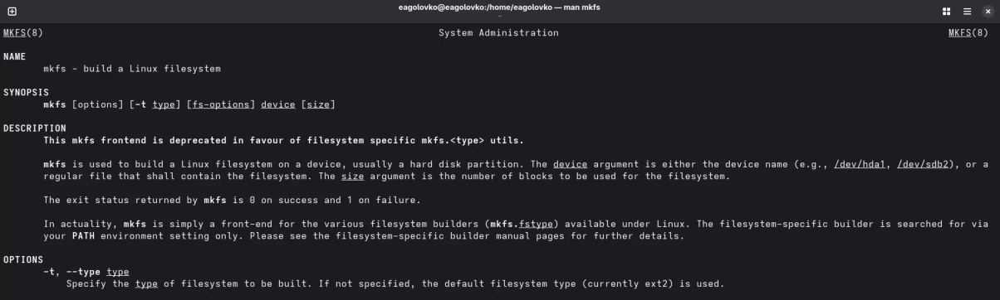 eagolovko@eagolovko:/home/eagolovko — man mkfs
MKFS(8) System Administration MKFS(8)
NAME
mkfs - build a Linux filesystem
SYNOPSIS
mkfs [options] [-t type] [fs-options] device [size]
DESCRIPTION
This mkfs frontend is deprecated in favour of filesystem specific mkfs.<type> utils.
mkfs is used to build a Linux filesystem on a device, usually a hard disk partition. The device argument is either the device name (e.g., /dev/hda1, /dev/sdb2), or a
regular file that shall contain the filesystem. The size argument is the number of blocks to be used for the filesystem.
The exit status returned by mkfs is 0 on success and 1 on failure.
In actuality, mkfs is simply a front-end for the various filesystem builders (mkfs.fstype) available under Linux. The filesystem-specific builder is searched for via
your PATH environment setting only. Please see the filesystem-specific builder manual pages for further details.
OPTIONS
-t, --type type
Specify the type of filesystem to be built. If not specified, the default filesystem type (currently ext2) is used.